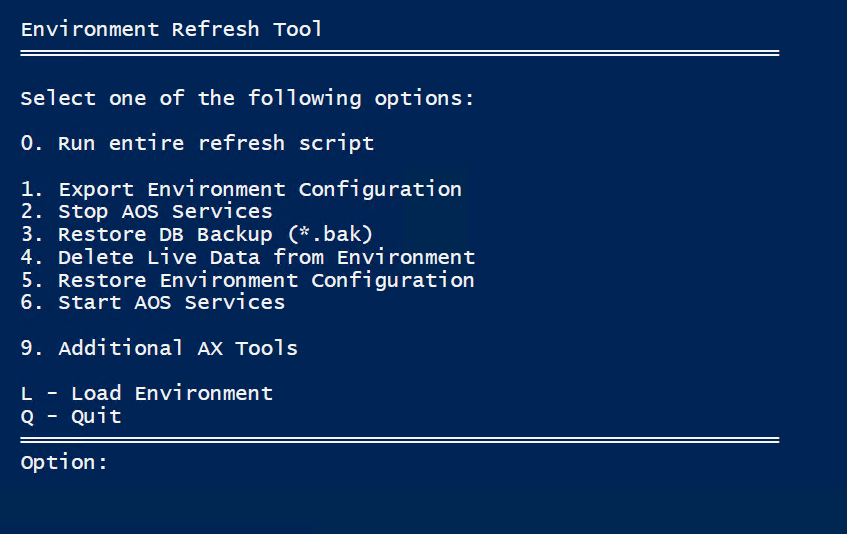 Environment Refresh Tool
Select one of the following options:
0. Run entire refresh script
1. Export Environment Configuration
2. Stop AOS Services
3. Restore DB Backup (*.bak)
4. Delete Live Data from Environment
5. Restore Environment Configuration
6. Start AOS Services
9. Additional AX Tools
L - Load Environment
Q - Quit
Option: